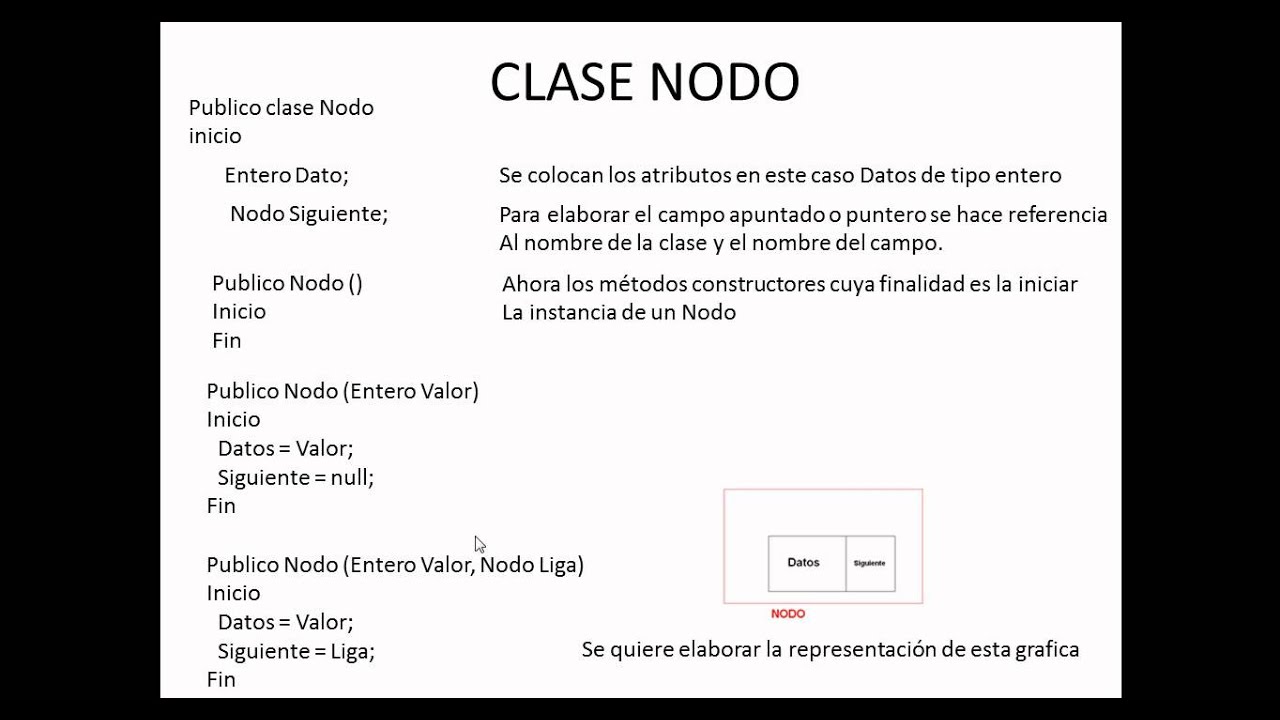 CLASE NODO
Publico clase Nodo
inicio
Entero Dato;
Se colocan los atributos en este caso Datos de tipo entero
Nodo Siguiente;
Para elaborar el campo apuntado o puntero se hace referencia
Al nombre de la clase y el nombre del campo.
Publico Nodo ()
Inicio
Fin
Ahora los métodos constructores cuya finalidad es la iniciar
La instancia de un Nodo
Publico Nodo (Entero Valor)
Inicio
Datos = Valor;
Siguiente = null;
Fin
Publico Nodo (Entero Valor, Nodo Liga)
Inicio
Datos = Valor;
Siguiente = Liga;
Fin
Datos
Siguiente
NODO
Se quiere elaborar la representación de esta grafica